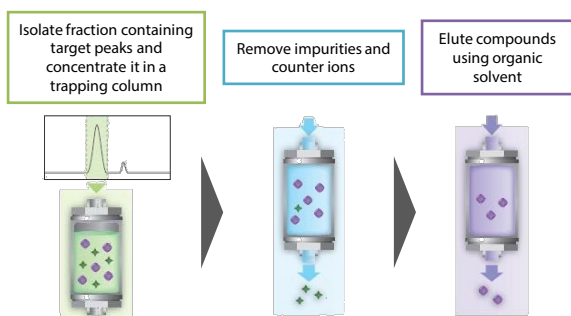 Isolate fraction containing
target peaks and
concentrate it in a
trapping column
Remove impurities and
counter ions
Elute compounds
using organic
solvent